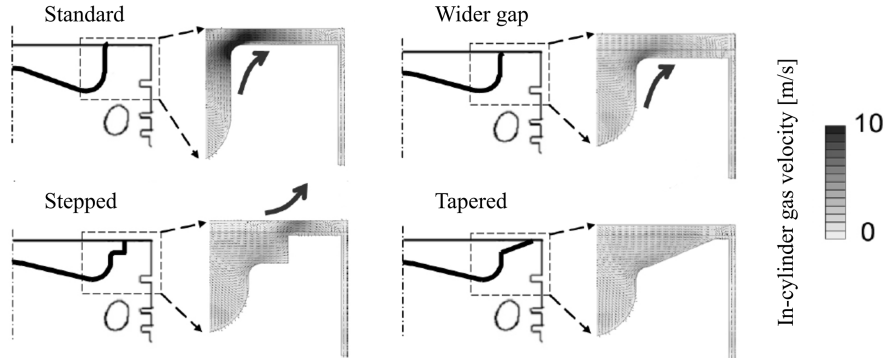 Standard
Wider gap
Stepped
Tapered
In-cylinder gas velocity [m/s]
10
0